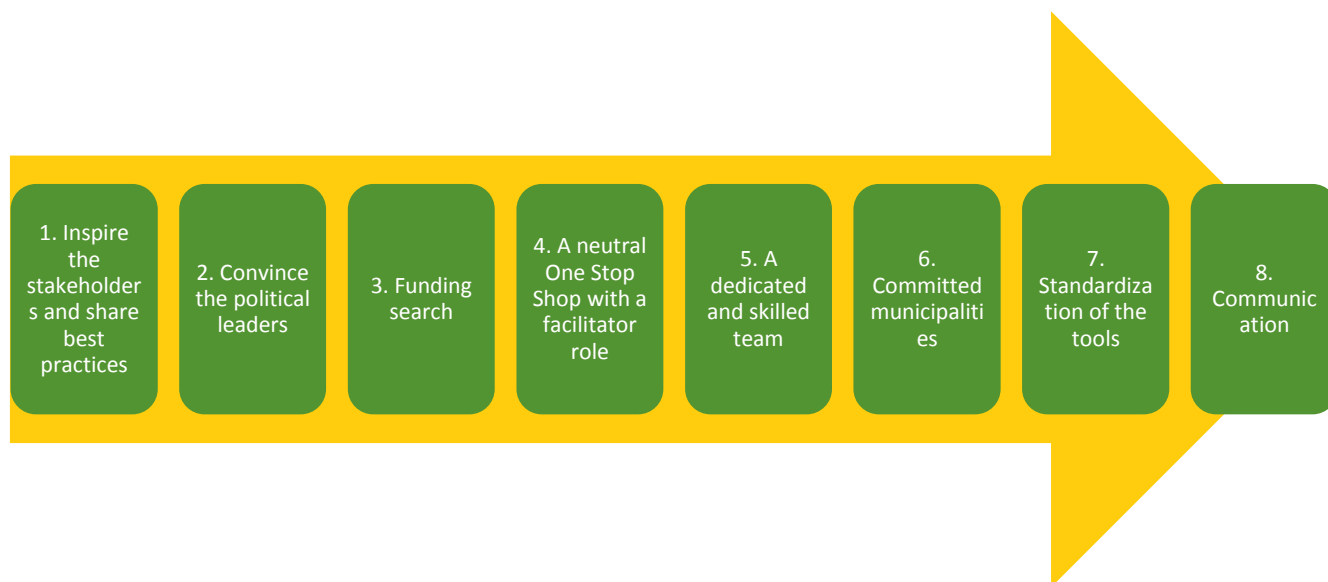 1. Inspire
the
stakeholder
s and share
best
practices
2. Convince
the political
leaders
3. Funding
search
4. A neutral
One Stop
Shop with a
facilitator
role
5. A
dedicated
and skilled
team
6.
Committed
municipaliti
es
7.
Standardiza
tion of the
tools
8.
Communic
ation